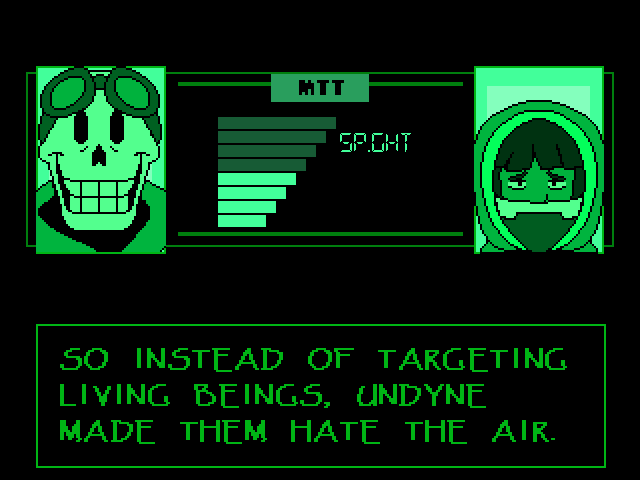 MTT
SP.GHT
SO INSTEAD OF TARGETING
LIVING BEINGS, UNDYNE
MADE THEM HATE THE AIR.